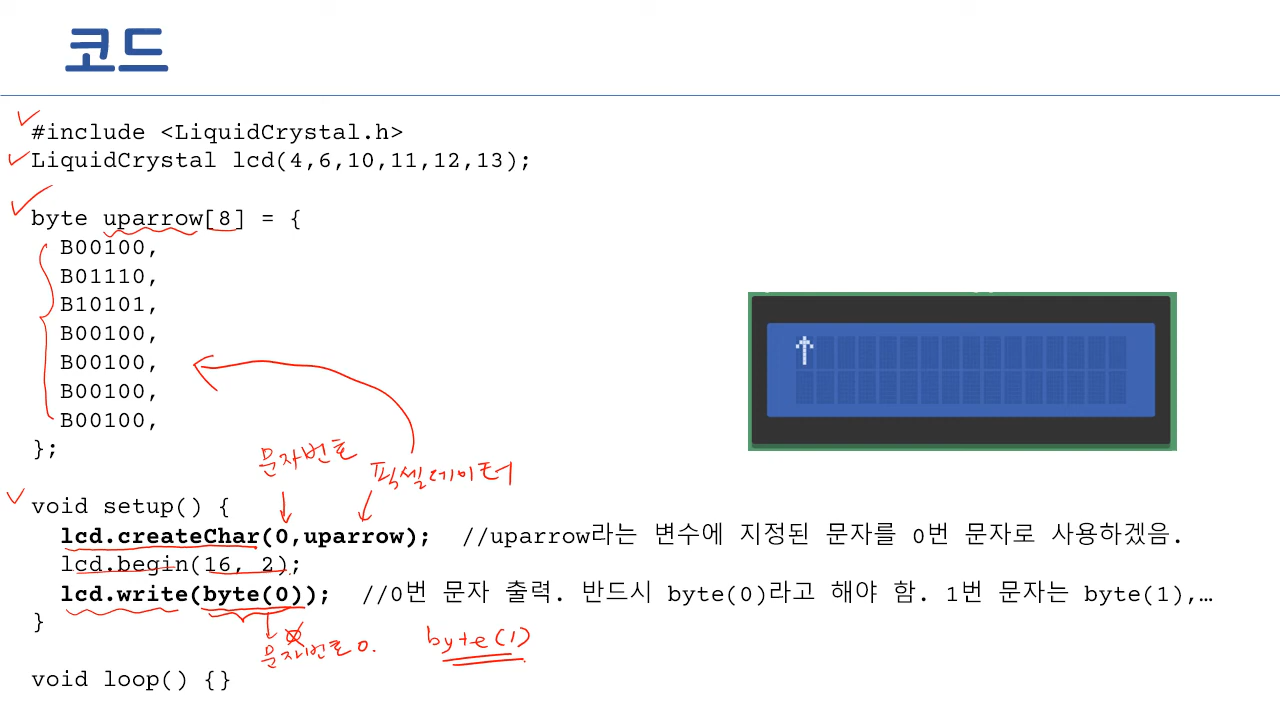 코드
#include <LiquidCrystal.h>
LiquidCrystal lcd(4,6,10,11,12,13);
byte uparrow[8] = {
B00100,
B01110,
B10101,
B00100,
B00100,
B00100,
B00100,
};
문자번호
픽셀데이터
void setup() {
lcd.createChar(0,uparrow); //uparrow라는 변수에 지정된 문자를 0번 문자로 사용하겠음.
lcd.begin(16, 2);
lcd.write(byte(0)); //0번 문자 출력. 반드시 byte(0)라고 해야 함. 1번 문자는 byte(1),…
}
문자번호 0.
byte(1)
void loop() {}